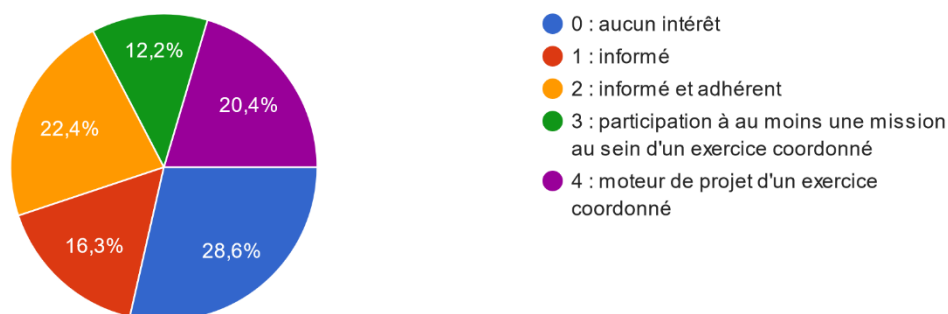 12,2%
20,4%
22,4%
16,3%
28,6%
0 : aucun intérêt
1 : informé
2 : informé et adhérent
3 : participation à au moins une mission
au sein d'un exercice coordonné
4 : moteur de projet d'un exercice
coordonné